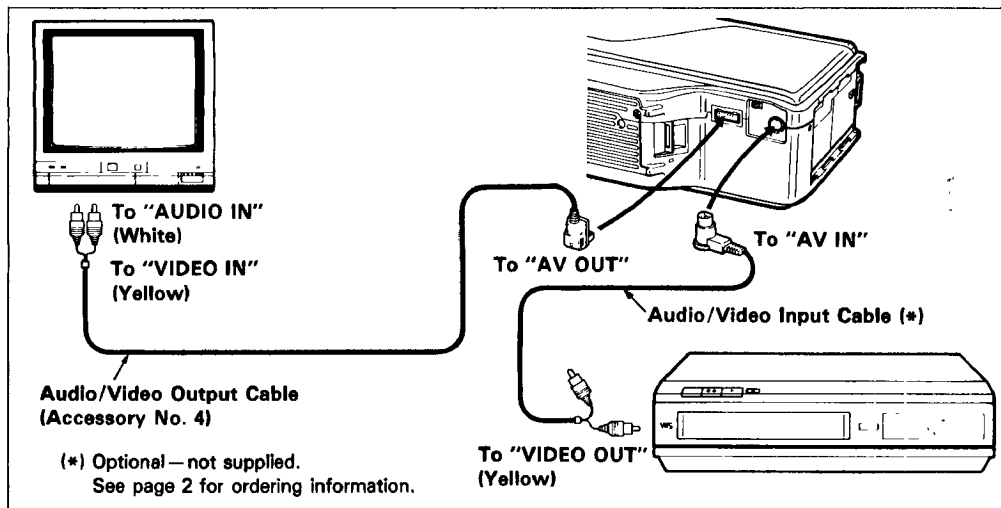 To "AUDIO IN"
(White)
To "VIDEO IN"
(Yellow)
To "AV OUT"
To "AV IN"
Audio/Video Input Cable (*)
Audio/Video Output Cable
(Accessory No. 4)
VHS
To "VIDEO OUT"
(Yellow)
(*) Optional—not supplied.
See page 2 for ordering information.